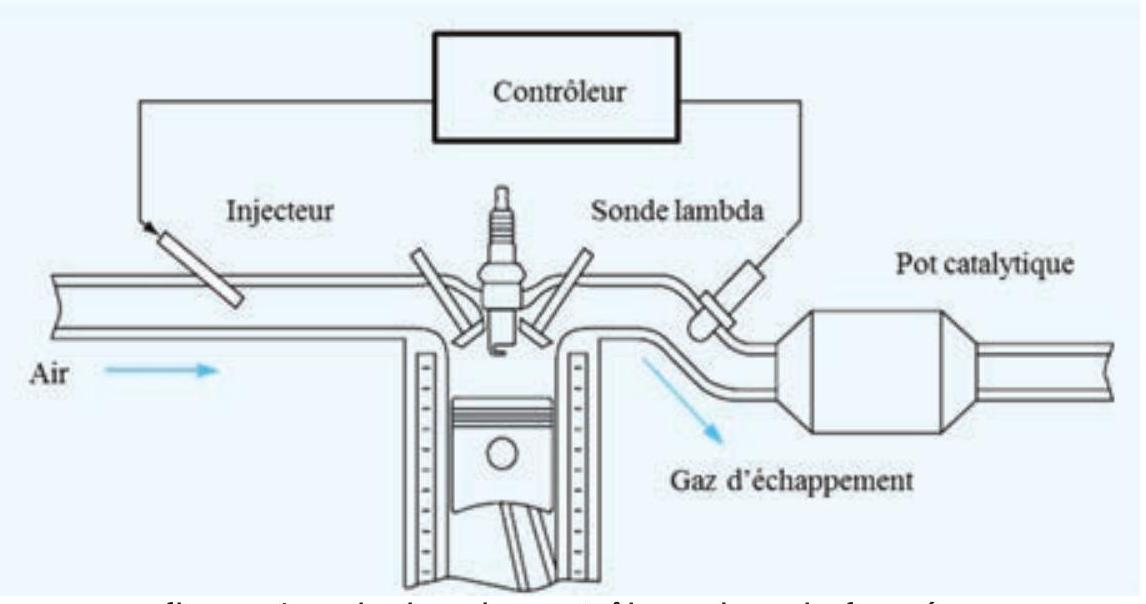 Contrôleur
Injecteur
Sonde lambda
Pot catalytique
Air
Gaz d'échappement